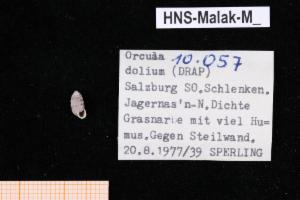 HNS-Malak-M_
Orcula 10.057
dolium (DRAP)
Salzburg SO.Schlenken.
Jagernas'n-N.Dichte
Grasnarbe mit viel Hu=
mus.Gegen Steilwand.
20.8.1977/39 SPERLING